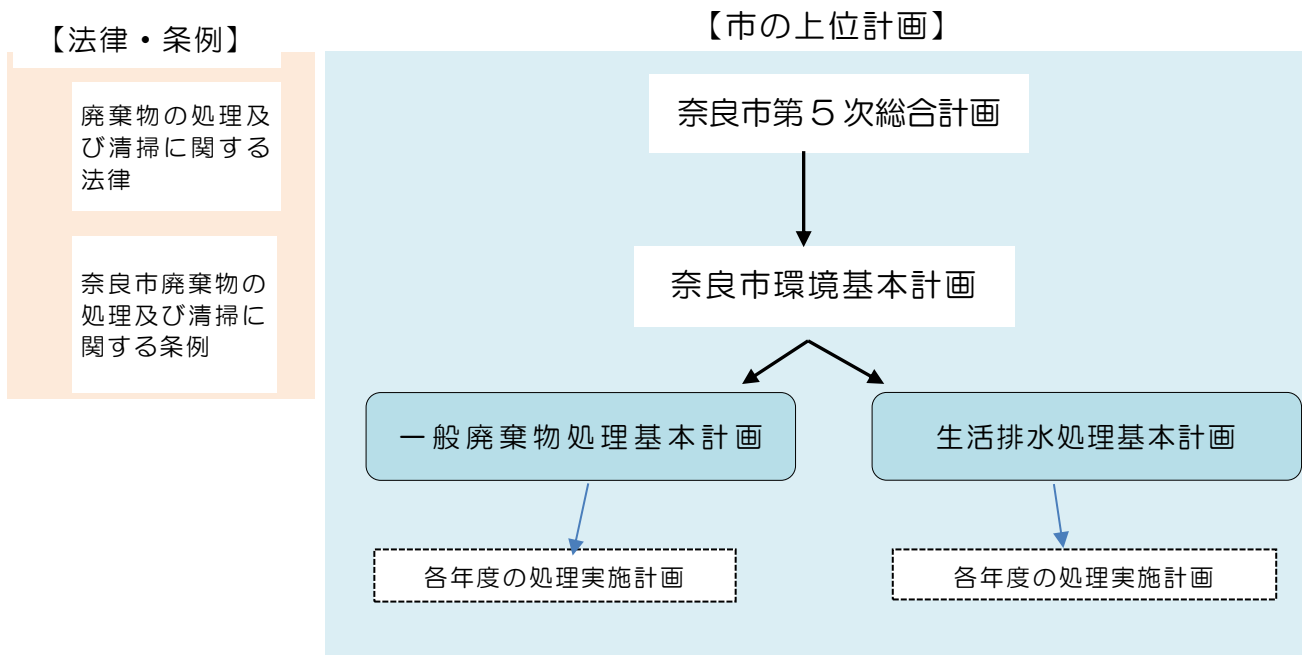 【法律・条例】
廃棄物の処理及
び清掃に関する
法律
奈良市廃棄物の
処理及び清掃に
関する条例
【市の上位計画】
奈良市第５次総合計画
奈良市環境基本計画
一般廃棄物処理基本計画
生活排水処理基本計画
各年度の処理実施計画
各年度の処理実施計画